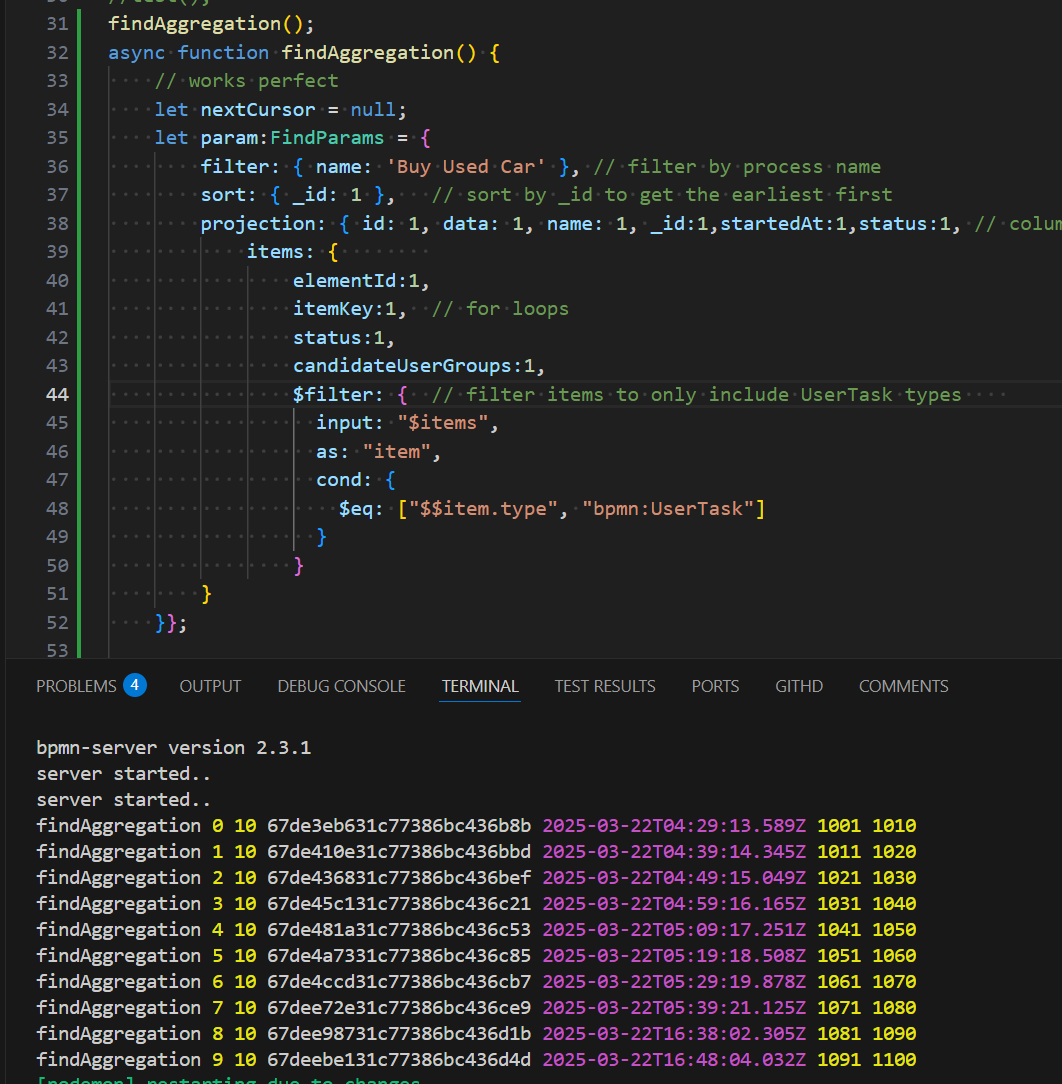 31 findAggregation();
32 async function findAggregation() {
33 // works perfect
34 let nextCursor = null;
35 let param:FindParams = {
36 filter: { name: 'Buy Used Car' }, // filter by process name
37 sort: { _id: 1 }, // sort by _id to get the earliest first
38 projection: { id: 1, data: 1, name: 1, _id:1,startedAt:1,status:1, // colum
39 items: {
40 elementId:1,
41 itemKey:1, // for loops
42 status:1,
43 candidateUserGroups:1,
44 $filter: { // filter items to only include UserTask types
45 input: "$items",
46 as: "item",
47 cond: {
48 $eq: ["$$item.type", "bpmn:UserTask"]
49 }
50 }
51 }
52 }};
53
PROBLEMS 4 OUTPUT DEBUG CONSOLE TERMINAL TEST RESULTS PORTS GITHD COMMENTS
bpmn-server version 2.3.1
server started..
server started..
findAggregation 0 10 67de3eb631c77386bc436b8b 2025-03-22T04:29:13.589Z 1001 1010
findAggregation 1 10 67de410e31c77386bc436bbd 2025-03-22T04:39:14.345Z 1011 1020
findAggregation 2 10 67de436831c77386bc436bef 2025-03-22T04:49:15.049Z 1021 1030
findAggregation 3 10 67de45c131c77386bc436c21 2025-03-22T04:59:16.165Z 1031 1040
findAggregation 4 10 67de481a31c77386bc436c53 2025-03-22T05:09:17.251Z 1041 1050
findAggregation 5 10 67de4a7331c77386bc436c85 2025-03-22T05:19:18.508Z 1051 1060
findAggregation 6 10 67de4ccd31c77386bc436cb7 2025-03-22T05:29:19.878Z 1061 1070
findAggregation 7 10 67dee72e31c77386bc436ce9 2025-03-22T05:39:21.125Z 1071 1080
findAggregation 8 10 67dee98731c77386bc436d1b 2025-03-22T16:38:02.305Z 1081 1090
findAggregation 9 10 67deebe131c77386bc436d4d 2025-03-22T16:48:04.032Z 1091 1100
[nodemon] restarting due to changes